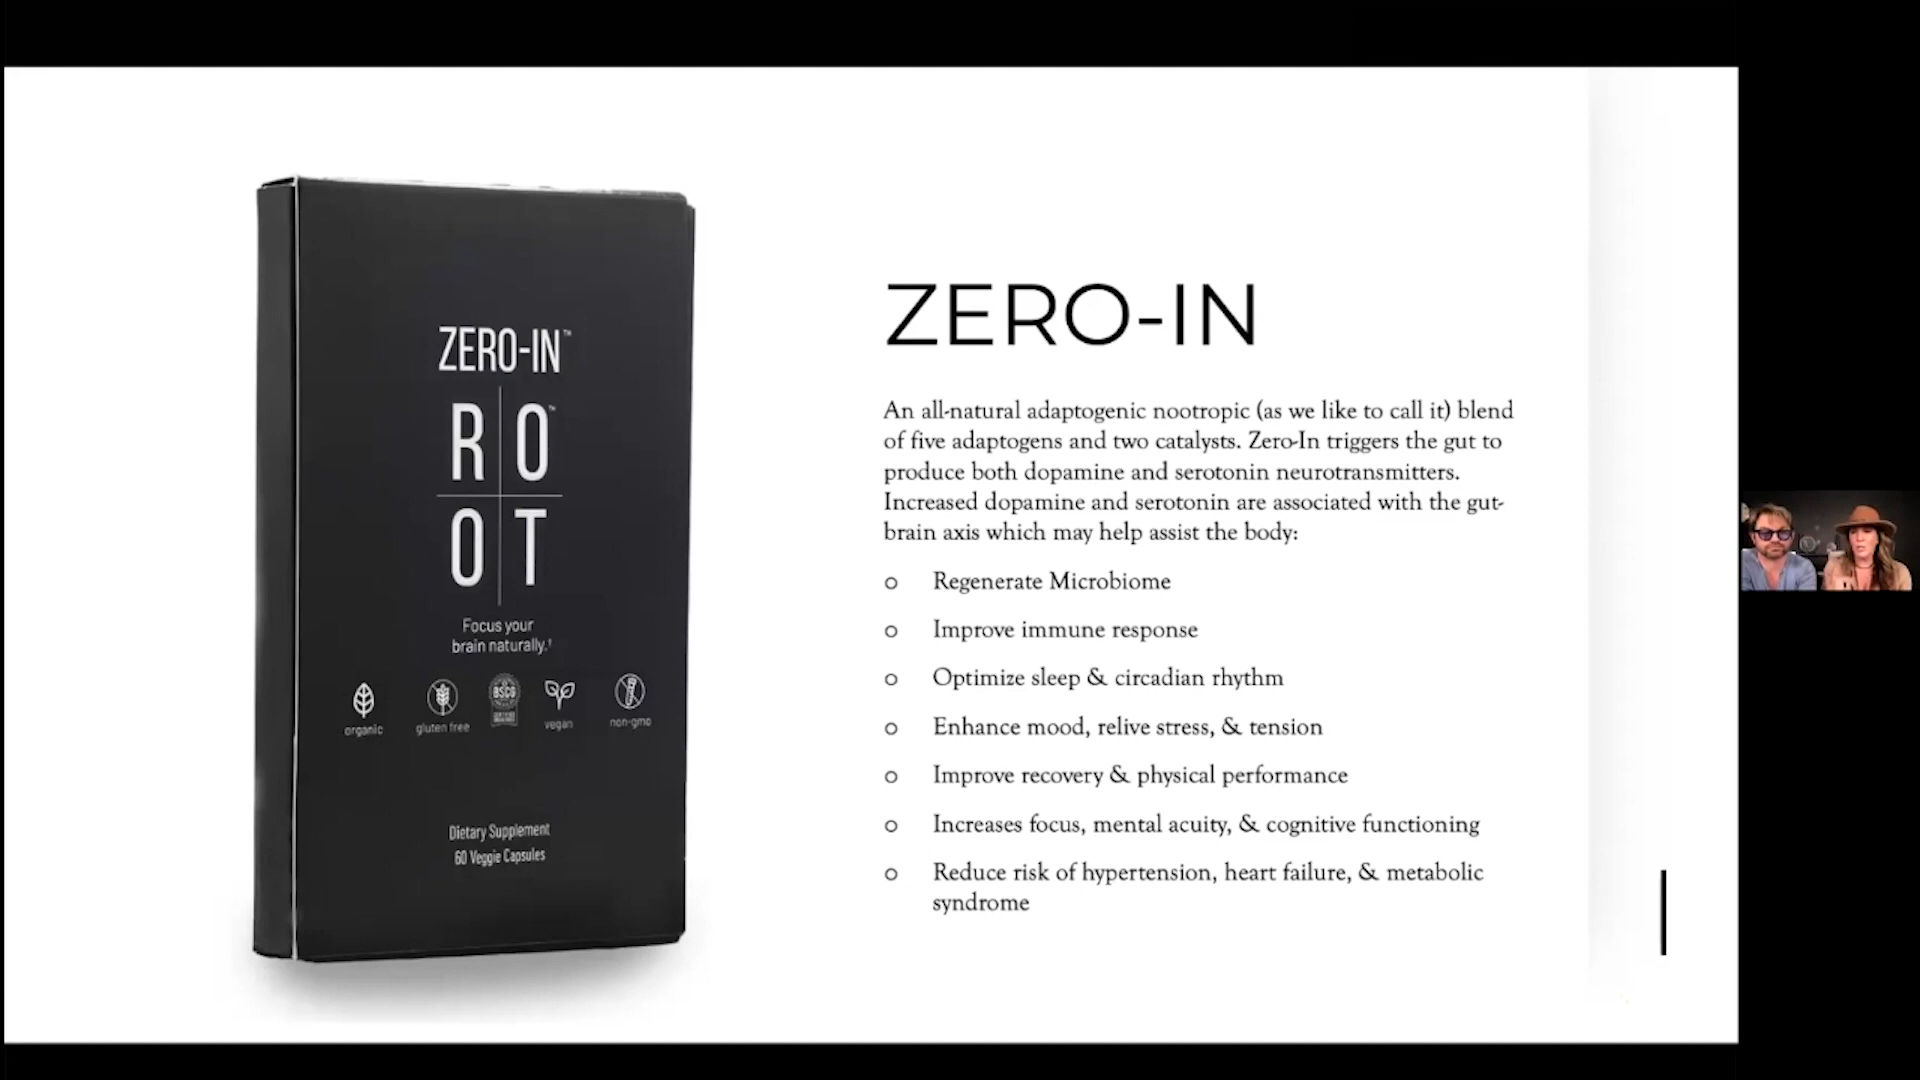 ZERO-IN™
R O™
O T
Focus your
brain naturally.†
organic
gluten free
BSCG
vegan
non-gmo
Dietary Supplement
60 Veggie Capsules
ZERO-IN
An all-natural adaptogenic nootropic (as we like to call it) blend
of five adaptogens and two catalysts. Zero-In triggers the gut to
produce both dopamine and serotonin neurotransmitters.
Increased dopamine and serotonin are associated with the gut-
brain axis which may help assist the body:
o Regenerate Microbiome
o Improve immune response
o Optimize sleep & circadian rhythm
o Enhance mood, relive stress, & tension
o Improve recovery & physical performance
o Increases focus, mental acuity, & cognitive functioning
o Reduce risk of hypertension, heart failure, & metabolic
syndrome